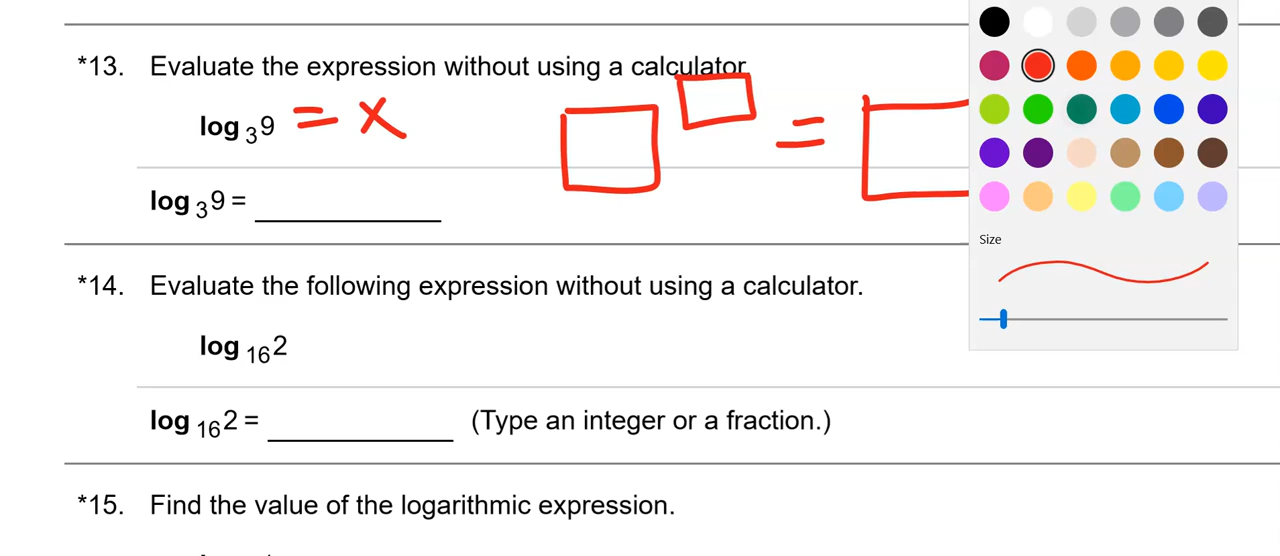 *13. Evaluate the expression without using a calculator.
log 3 9 = x
=
log 3 9 =
*14. Evaluate the following expression without using a calculator.
log 16 2
log 16 2 = (Type an integer or a fraction.)
*15. Find the value of the logarithmic expression.
Size